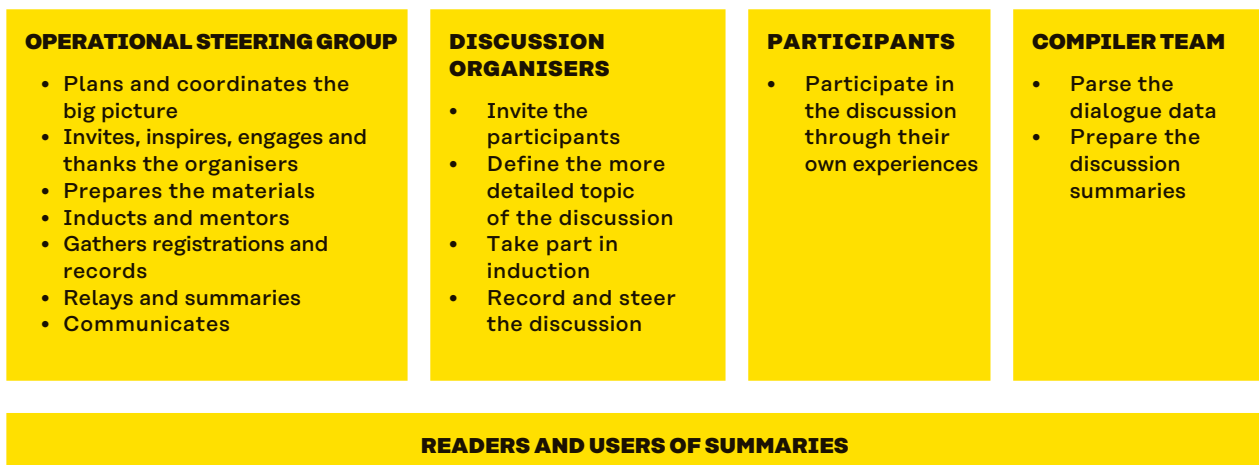 OPERATIONAL STEERING GROUP
• Plans and coordinates the
big picture
• Invites, inspires, engages and
thanks the organisers
• Prepares the materials
• Inducts and mentors
• Gathers registrations and
records
• Relays and summaries
• Communicates
DISCUSSION
ORGANISERS
• Invite the
participants
• Define the more
detailed topic
of the discussion
• Take part in
induction
• Record and steer
the discussion
PARTICIPANTS
• Participate in
the discussion
through their
own experiences
COMPILER TEAM
• Parse the
dialogue data
• Prepare the
discussion
summaries
READERS AND USERS OF SUMMARIES